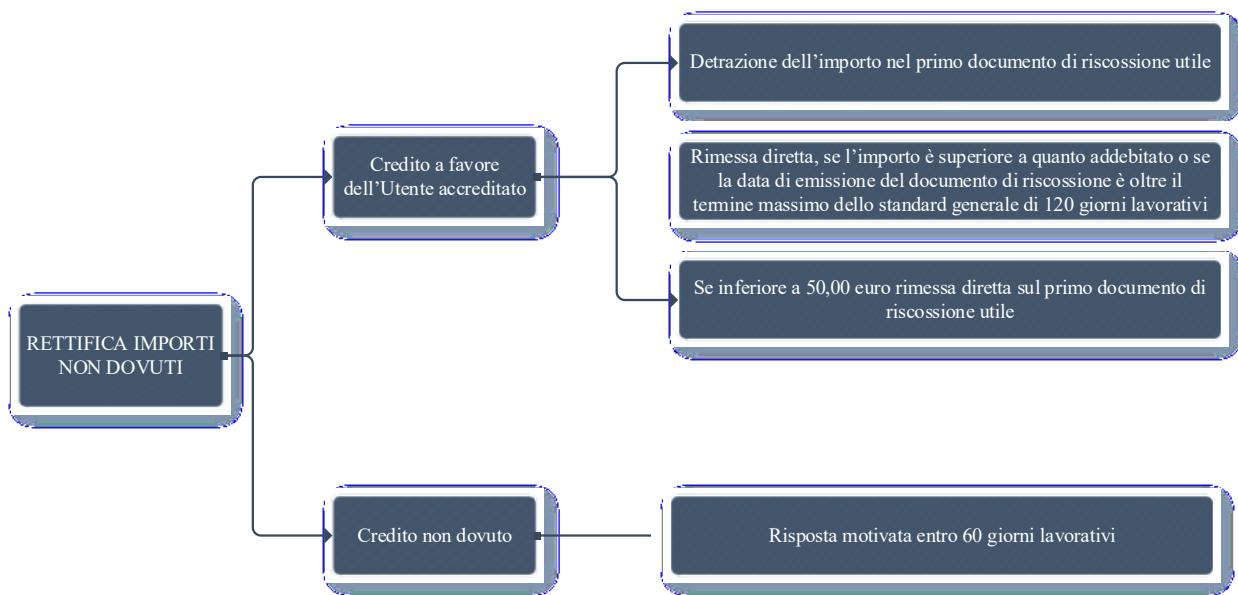 RETTIFICA IMPORTI
NON DOVUTI
Credito a favore
dell’Utente accreditato
Detrazione dell’importo nel primo documento di riscossione utile
Rimessa diretta, se l’importo è superiore a quanto addebitato o se
la data di emissione del documento di riscossione è oltre il
termine massimo dello standard generale di 120 giorni lavorativi
Se inferiore a 50,00 euro rimessa diretta sul primo documento di
riscossione utile
Credito non dovuto
Risposta motivata entro 60 giorni lavorativi